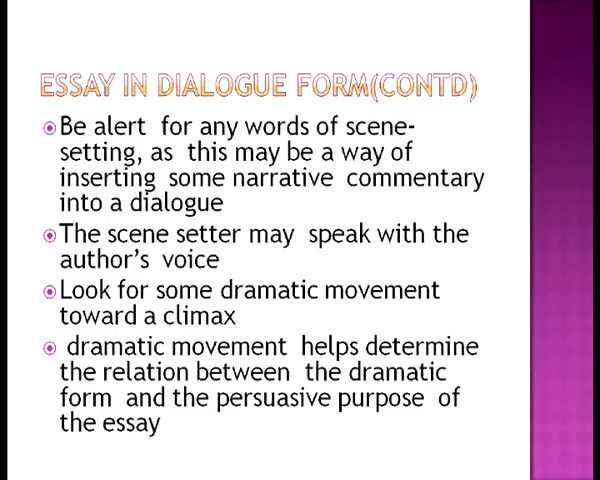 ESSAY IN DIALOGUE FORM(CONTD)
Be alert for any words of scene-
setting, as this may be a way of
inserting some narrative commentary
into a dialogue
The scene setter may speak with the
author's voice
Look for some dramatic movement
toward a climax
dramatic movement helps determine
the relation between the dramatic
form and the persuasive purpose of
the essay